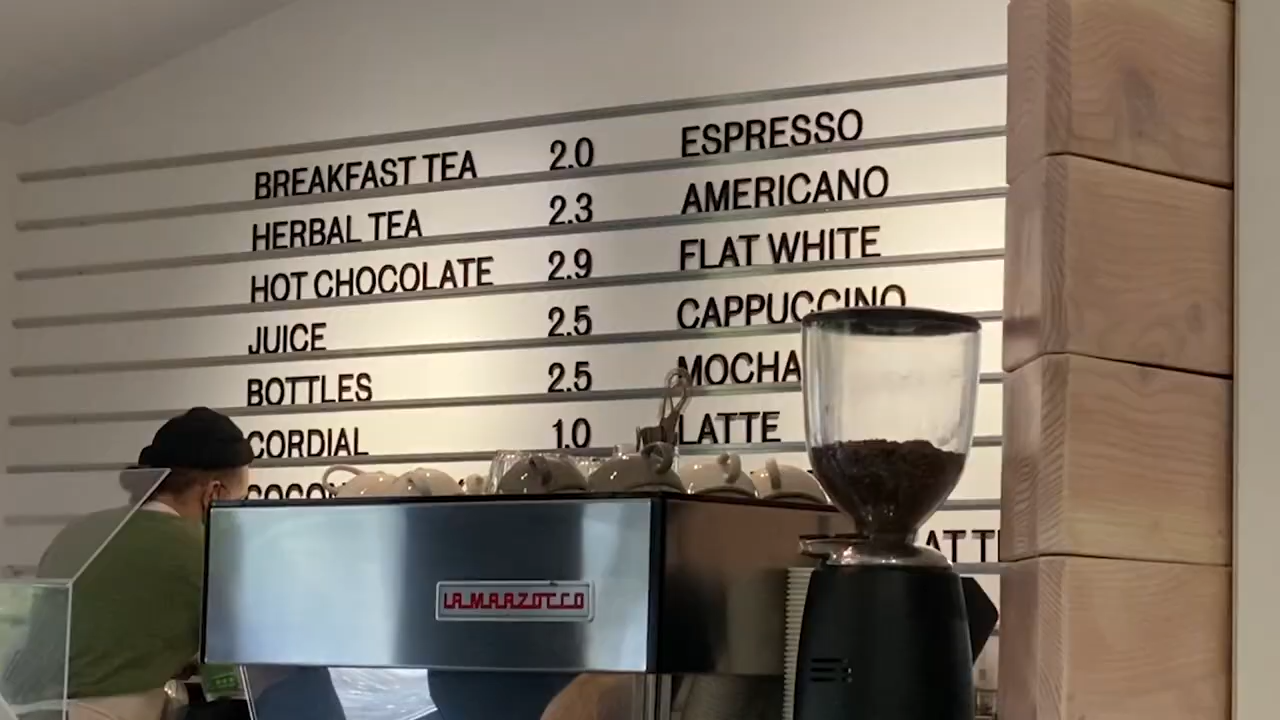 BREAKFAST TEA 2.0
HERBAL TEA 2.3
HOT CHOCOLATE 2.9
JUICE 2.5
BOTTLES 2.5
CORDIAL 1.0
ESPRESSO
AMERICANO
FLAT WHITE
CAPPUCCINO
MOCHA
LATTE
LA MARZOCCO